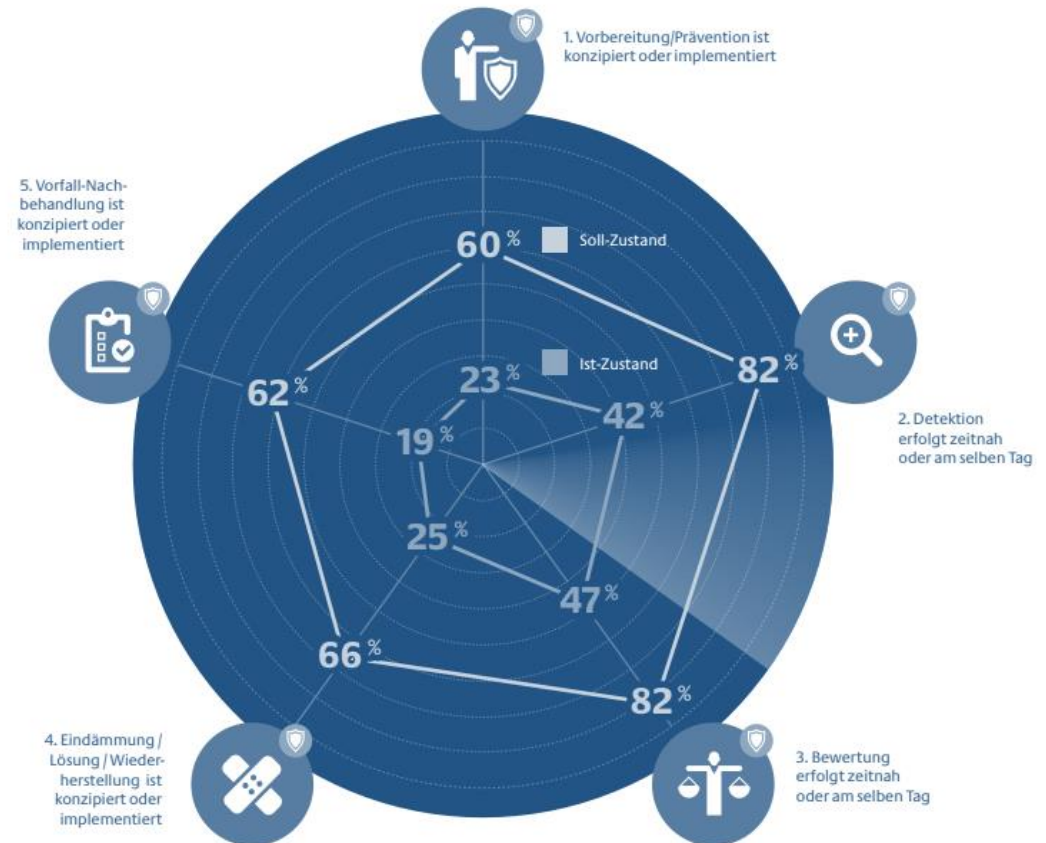 1. Vorbereitung/Prävention ist
konzipiert oder implementiert
5. Vorfall-Nach-
behandlung ist
konzipiert oder
implementiert
60 %
Soll-Zustand
Ist-Zustand
23 %
82 %
42 %
62 %
19 %
2. Detektion
erfolgt zeitnah
oder am selben Tag
25 %
47 %
66 %
82 %
4. Eindämmung /
Lösung / Wieder-
herstellung ist
konzipiert oder
implementiert
3. Bewertung
erfolgt zeitnah
oder am selben Tag